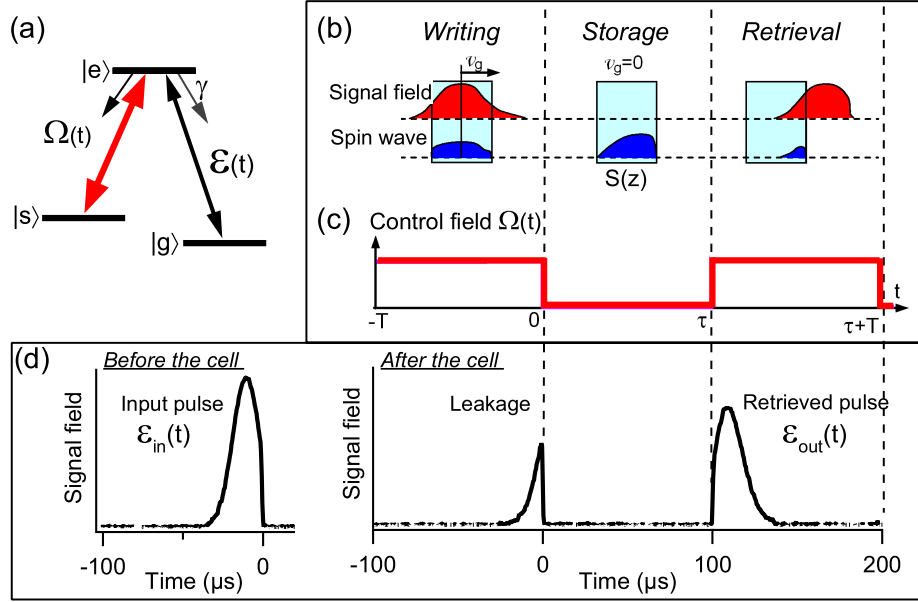 (a)
|e⟩
γ
Ω(t)
ℰ(t)
|s⟩
|g⟩
(b)
Writing
Storage
Retrieval
v_g
v_g=0
Signal field
Spin wave
S(z)
(c)
Control field Ω(t)
t
-T
0
τ
τ+T
(d)
Before the cell
After the cell
Signal field
Input pulse
ℰ_in(t)
Signal field
Leakage
Retrieved pulse
ℰ_out(t)
-100
0
Time (µs)
-100
0
100
200
Time (µs)